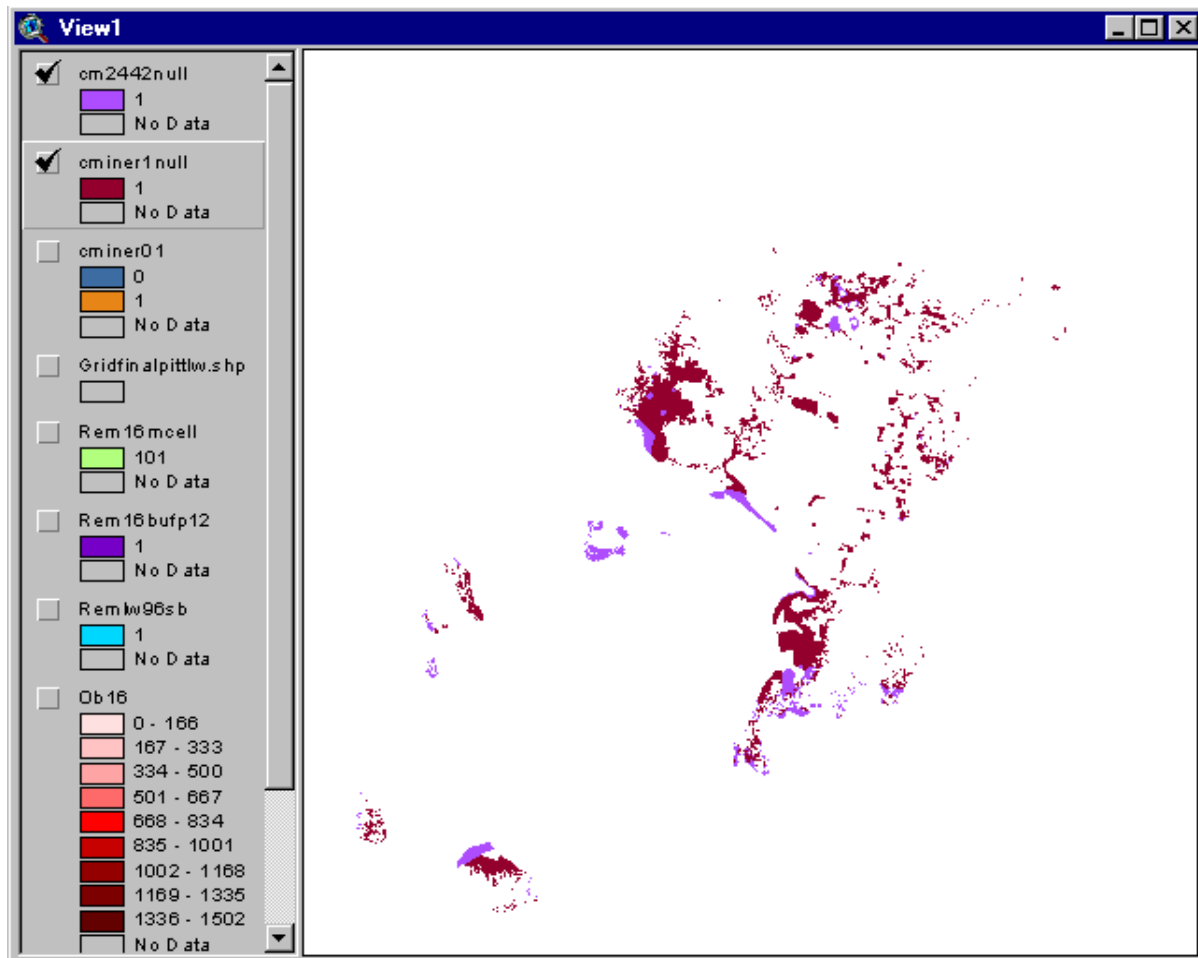 View1
cm2442null
1
No Data
cminer1null
1
No Data
cminer01
0
1
No Data
Gridfinalpittlw.shp
Rem16mcell
101
No Data
Rem16bufp12
1
No Data
Remlw96sb
1
No Data
Ob16
0 - 166
167 - 333
334 - 500
501 - 667
668 - 834
835 - 1001
1002 - 1168
1169 - 1335
1336 - 1502
No Data